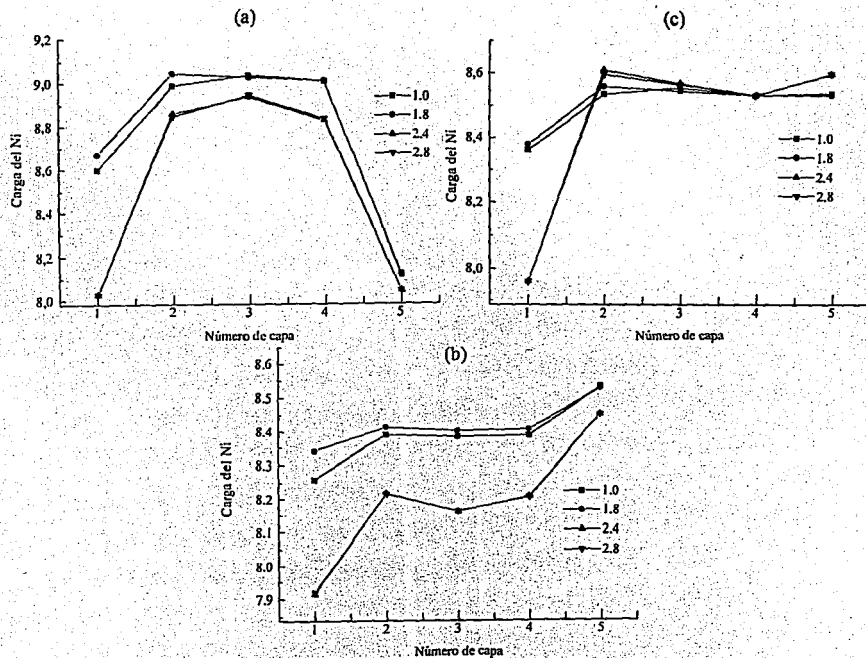 (a)
Carga del Ni
9,2
9,0
8,8
8,6
8,4
8,2
8,0
1 2 3 4 5
Número de capa
1.0
1.8
2.4
2.8
(c)
Carga del Ni
8,6
8,4
8,2
8,0
1 2 3 4 5
Número de capa
1.0
1.8
2.4
2.8
(b)
Carga del Ni
8.6
8.5
8.4
8.3
8.2
8.1
8.0
7.9
1 2 3 4 5
Número de capa
1.0
1.8
2.4
2.8